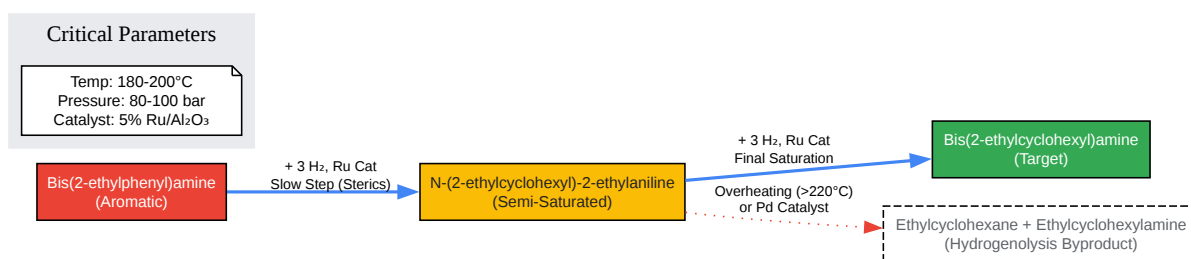 Critical Parameters
Temp: 180-200°C
Pressure: 80-100 bar
Catalyst: 5% Ru/Al₂O₃
Bis(2-ethylphenyl)amine
(Aromatic)
+ 3 H₂, Ru Cat
Slow Step (Sterics)
N-(2-ethylcyclohexyl)-2-ethylaniline
(Semi-Saturated)
+ 3 H₂, Ru Cat
Final Saturation
Bis(2-ethylcyclohexyl)amine
(Target)
Overheating (>220°C)
or Pd Catalyst
Ethylcyclohexane + Ethylcyclohexylamine
(Hydrogenolysis Byproduct)